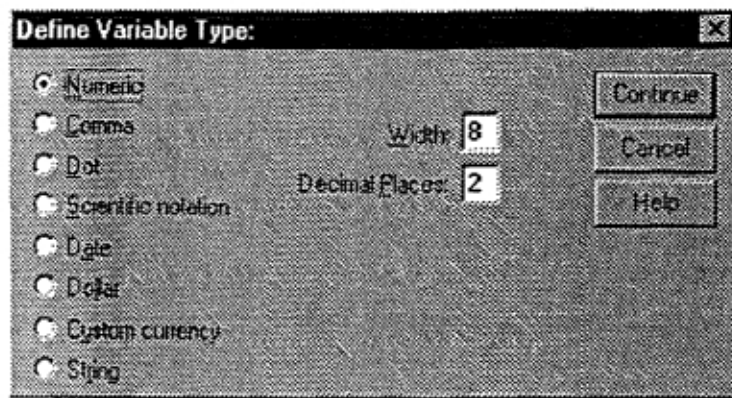 Define Variable Type:
Numeric
Comma
Dot
Scientific notation
Date
Dollar
Custom currency
String
Width: 8
Decimal Places: 2
Continue
Cancel
Help